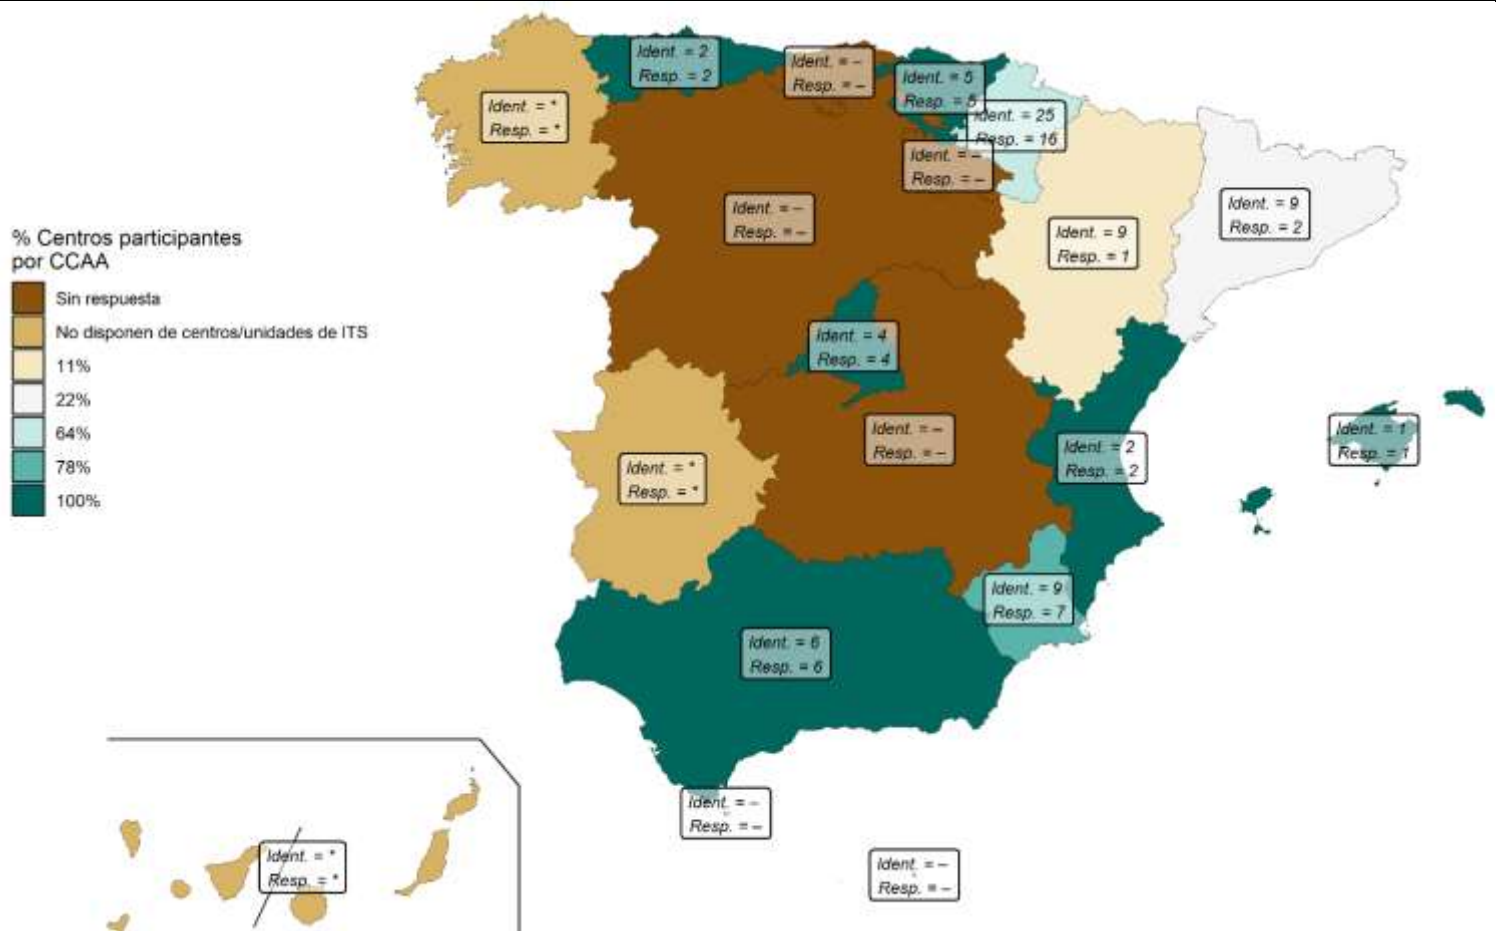 % Centros participantes
por CCAA
Sin respuesta
No disponen de centros/unidades de ITS
11%
22%
64%
78%
100%
Ident. = *
Resp. = *
Ident. = 2
Resp. = 2
Ident. = –
Resp. = –
Ident. = 5
Resp. = 5
Ident. = 25
Resp. = 16
Ident. = –
Resp. = –
Ident. = –
Resp. = –
Ident. = 9
Resp. = 1
Ident. = 9
Resp. = 2
Ident. = 4
Resp. = 4
Ident. = –
Resp. = –
Ident. = 2
Resp. = 2
Ident. = 1
Resp. = 1
Ident. = *
Resp. = *
Ident. = 9
Resp. = 7
Ident. = 6
Resp. = 6
Ident. = –
Resp. = –
Ident. = *
Resp. = *
Ident. = –
Resp. = –